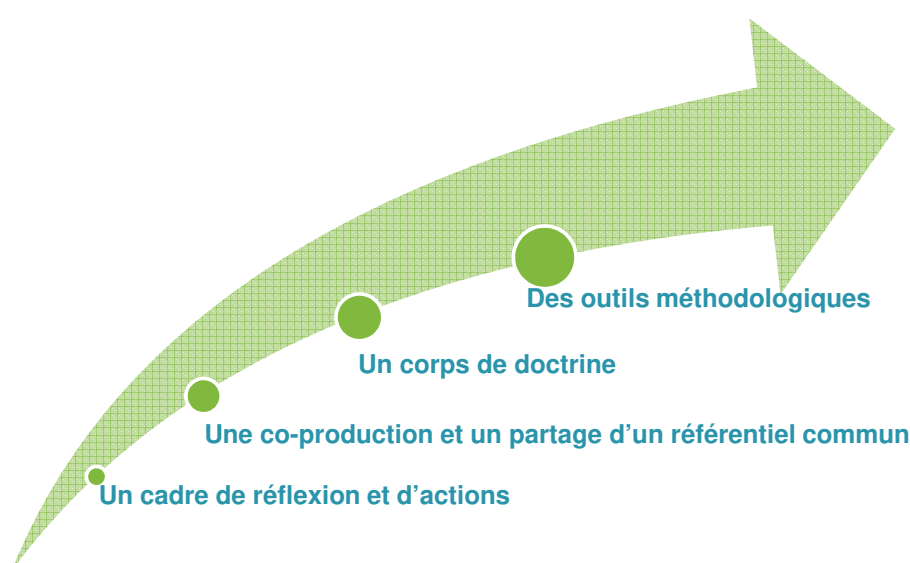 Des outils méthodologiques
Un corps de doctrine
Une co-production et un partage d’un référentiel commun
Un cadre de réflexion et d’actions